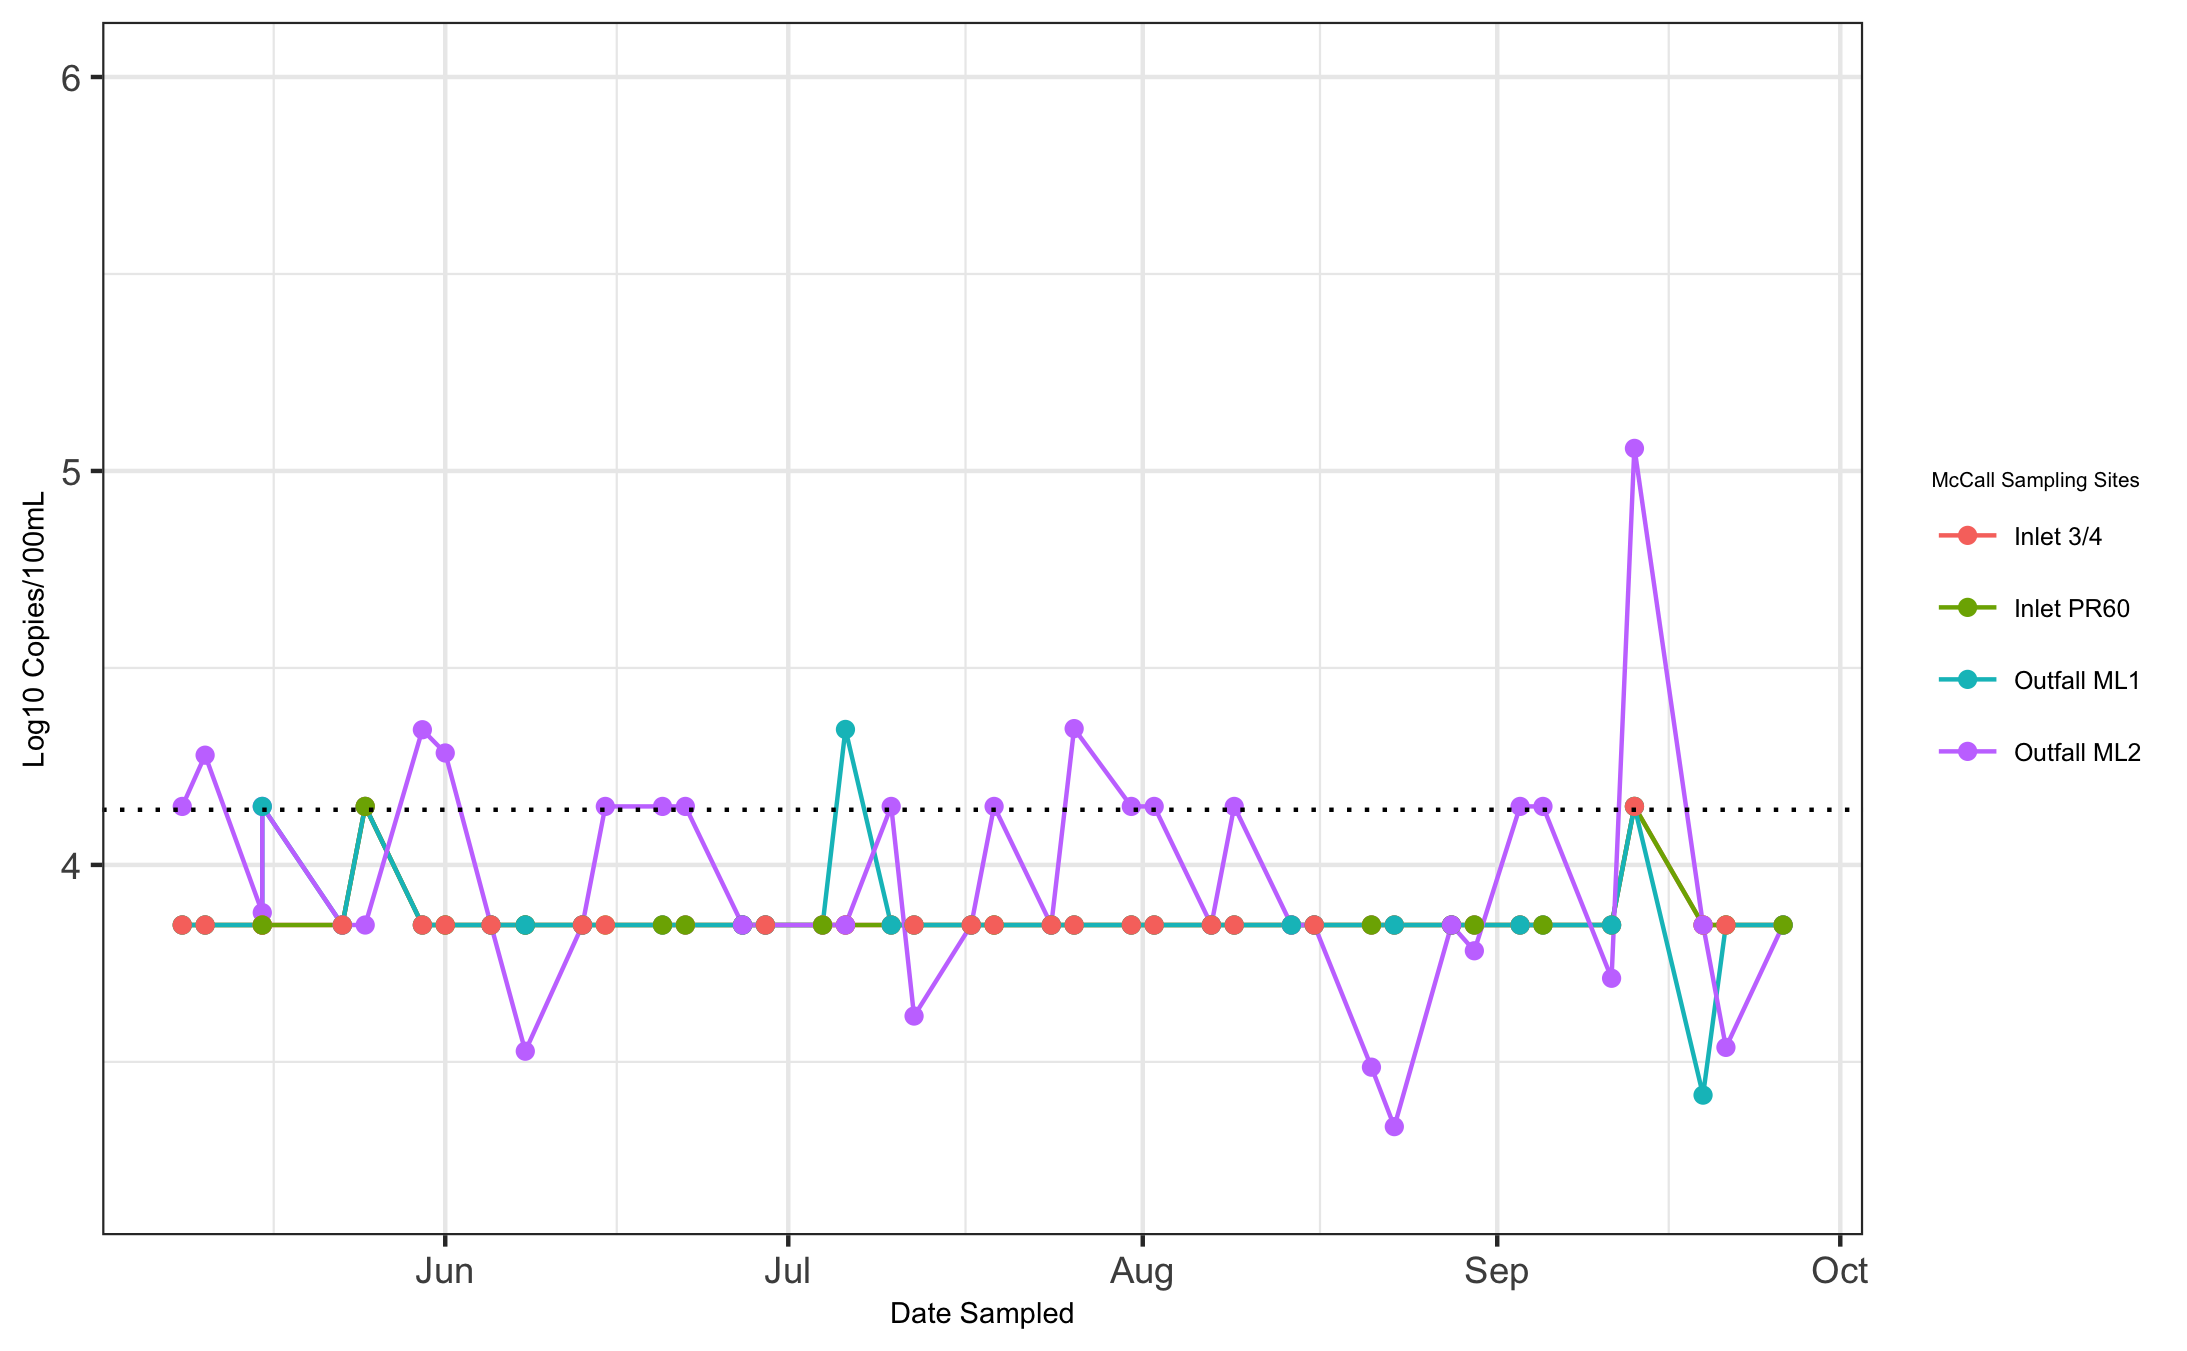 6
5
4
Log10 Copies/100mL
Jun
Jul
Aug
Sep
Oct
Date Sampled
McCall Sampling Sites
Inlet 3/4
Inlet PR60
Outfall ML1
Outfall ML2